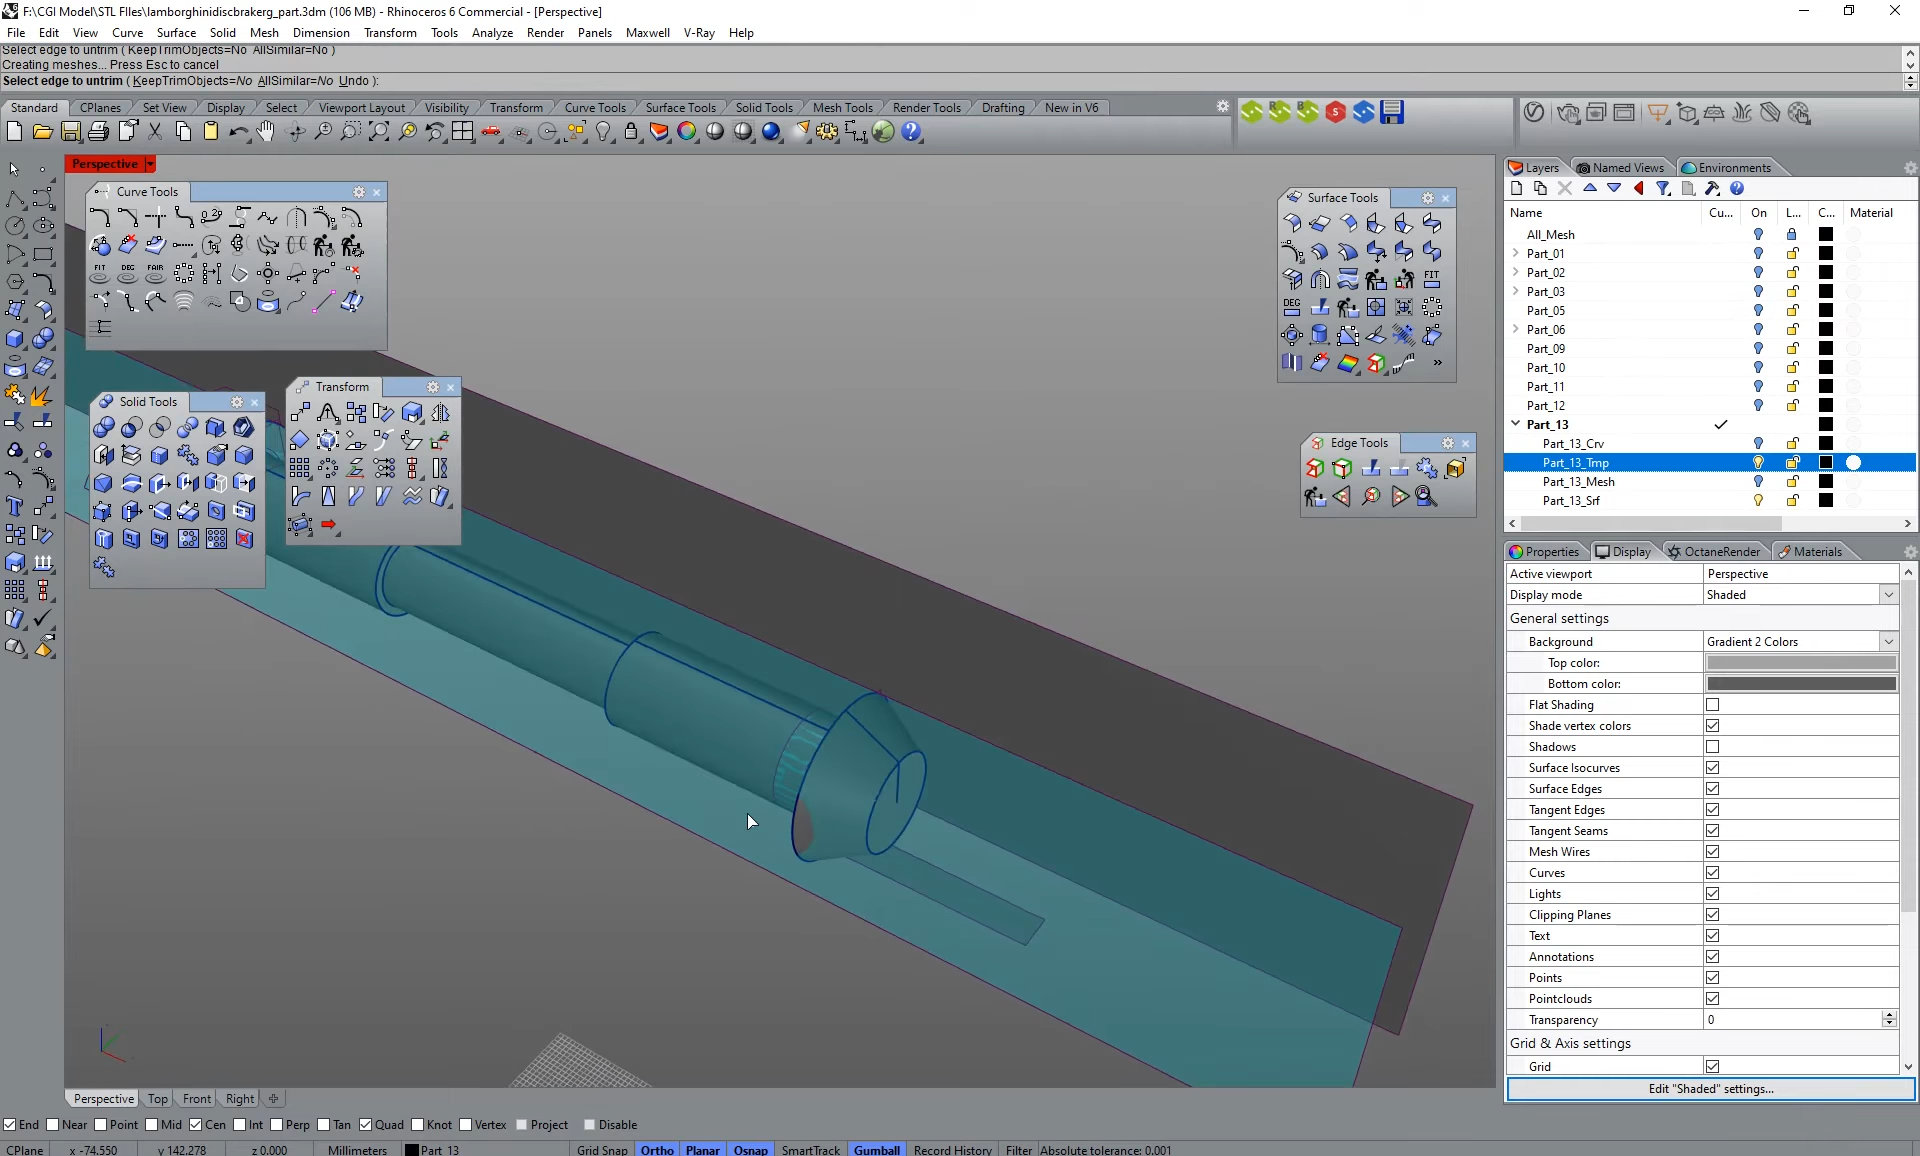 F:\CGI Model\STL FIles\lamborghinidiscbrakerg_part.3dm (106 MB) - Rhinoceros 6 Commercial - [Perspective]
File Edit View Curve Surface Solid Mesh Dimension Transform Tools Analyze Render Panels Maxwell V-Ray Help
Select edge to untrim ( KeepTrimObjects=No AllSimilar=No )
Creating meshes... Press Esc to cancel
Select edge to untrim ( KeepTrimObjects=No AllSimilar=No Undo ):
Standard CPlanes Set View Display Select Viewport Layout Visibility Transform Curve Tools Surface Tools Solid Tools Mesh Tools Render Tools Drafting New in V6
Perspective
Curve Tools
FIT DEG FAIR
Solid Tools
Transform
Surface Tools
FIT
DEG
Edge Tools
Layers Named Views Environments
Name Cu... On L... C... Material
All_Mesh
Part_01
Part_02
Part_03
Part_05
Part_06
Part_09
Part_10
Part_11
Part_12
Part_13
Part_13_Crv
Part_13_Tmp
Part_13_Mesh
Part_13_Srf
Properties Display OctaneRender Materials
Active viewport Perspective
Display mode Shaded
General settings
Background Gradient 2 Colors
Top color:
Bottom color:
Flat Shading
Shade vertex colors
Shadows
Surface Isocurves
Surface Edges
Tangent Edges
Tangent Seams
Mesh Wires
Curves
Lights
Clipping Planes
Text
Annotations
Points
Pointclouds
Transparency 0
Grid & Axis settings
Grid
Edit "Shaded" settings...
Perspective Top Front Right
End Near Point Mid Cen Int Perp Tan Quad Knot Vertex Project Disable
CPlane x -74.550 y 142.278 z 0.000 Millimeters Part_13 Grid Snap Ortho Planar Osnap SmartTrack Gumball Record History Filter Absolute tolerance: 0.001